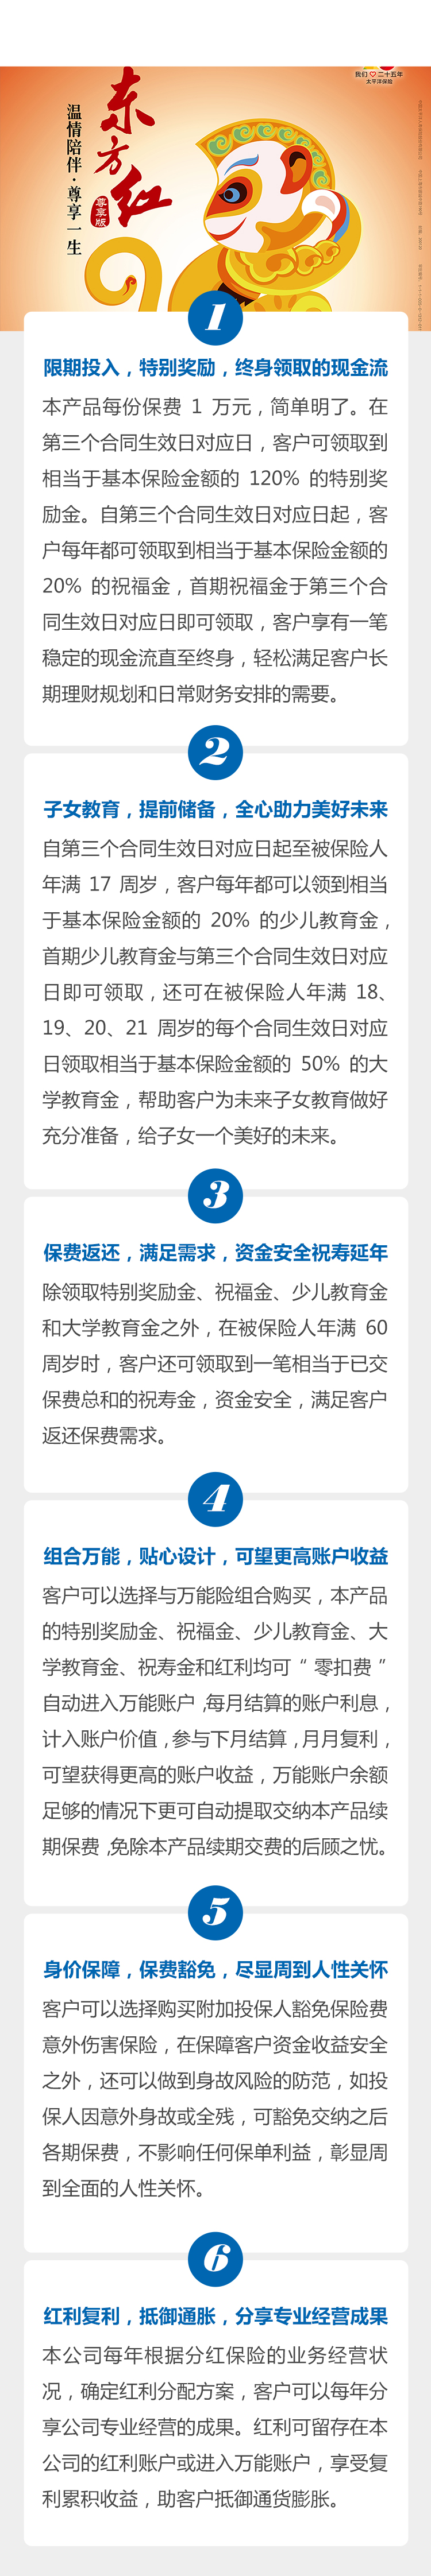 我们 二十五年
太平洋保险
东方红
尊享版
温情陪伴·尊享一生
1
限期投入，特别奖励，终身领取的现金流
本产品每份保费 1 万元，简单明了。在
第三个合同生效日对应日，客户可领取到
相当于基本保险金额的 120% 的特别奖
励金。自第三个合同生效日对应日起，客
户每年都可领取到相当于基本保险金额的
20% 的祝福金，首期祝福金于第三个合
同生效日对应日即可领取，客户享有一笔
稳定的现金流直至终身，轻松满足客户长
期理财规划和日常财务安排的需要。
2
子女教育，提前储备，全心助力美好未来
自第三个合同生效日对应日起至被保险人
年满 17 周岁，客户每年都可以领到相当
于基本保险金额的 20% 的少儿教育金，
首期少儿教育金与第三个合同生效日对应
日即可领取，还可在被保险人年满 18、
19、20、21 周岁的每个合同生效日对应
日领取相当于基本保险金额的 50% 的大
学教育金，帮助客户为未来子女教育做好
充分准备，给子女一个美好的未来。
3
保费返还，满足需求，资金安全祝寿延年
除领取特别奖励金、祝福金、少儿教育金
和大学教育金之外，在被保险人年满 60
周岁时，客户还可领取到一笔相当于已交
保费总和的祝寿金，资金安全，满足客户
返还保费需求。
4
组合万能，贴心设计，可望更高账户收益
客户可以选择与万能险组合购买，本产品
的特别奖励金、祝福金、少儿教育金、大
学教育金、祝寿金和红利均可“零扣费”
自动进入万能账户，每月结算的账户利息，
计入账户价值，参与下月结算，月月复利，
可望获得更高的账户收益，万能账户余额
足够的情况下更可自动提取交纳本产品续
期保费，免除本产品续期交费的后顾之忧。
5
身价保障，保费豁免，尽显周到人性关怀
客户可以选择购买附加投保人豁免保险费
意外伤害保险，在保障客户资金收益安全
之外，还可以做到身故风险的防范，如投
保人因意外身故或全残，可豁免交纳之后
各期保费，不影响任何保单利益，彰显周
到全面的人性关怀。
6
红利复利，抵御通胀，分享专业经营成果
本公司每年根据分红保险的业务经营状
况，确定红利分配方案，客户可以每年分
享公司专业经营的成果。红利可留存在本
公司的红利账户或进入万能账户，享受复
利累积收益，助客户抵御通货膨胀。